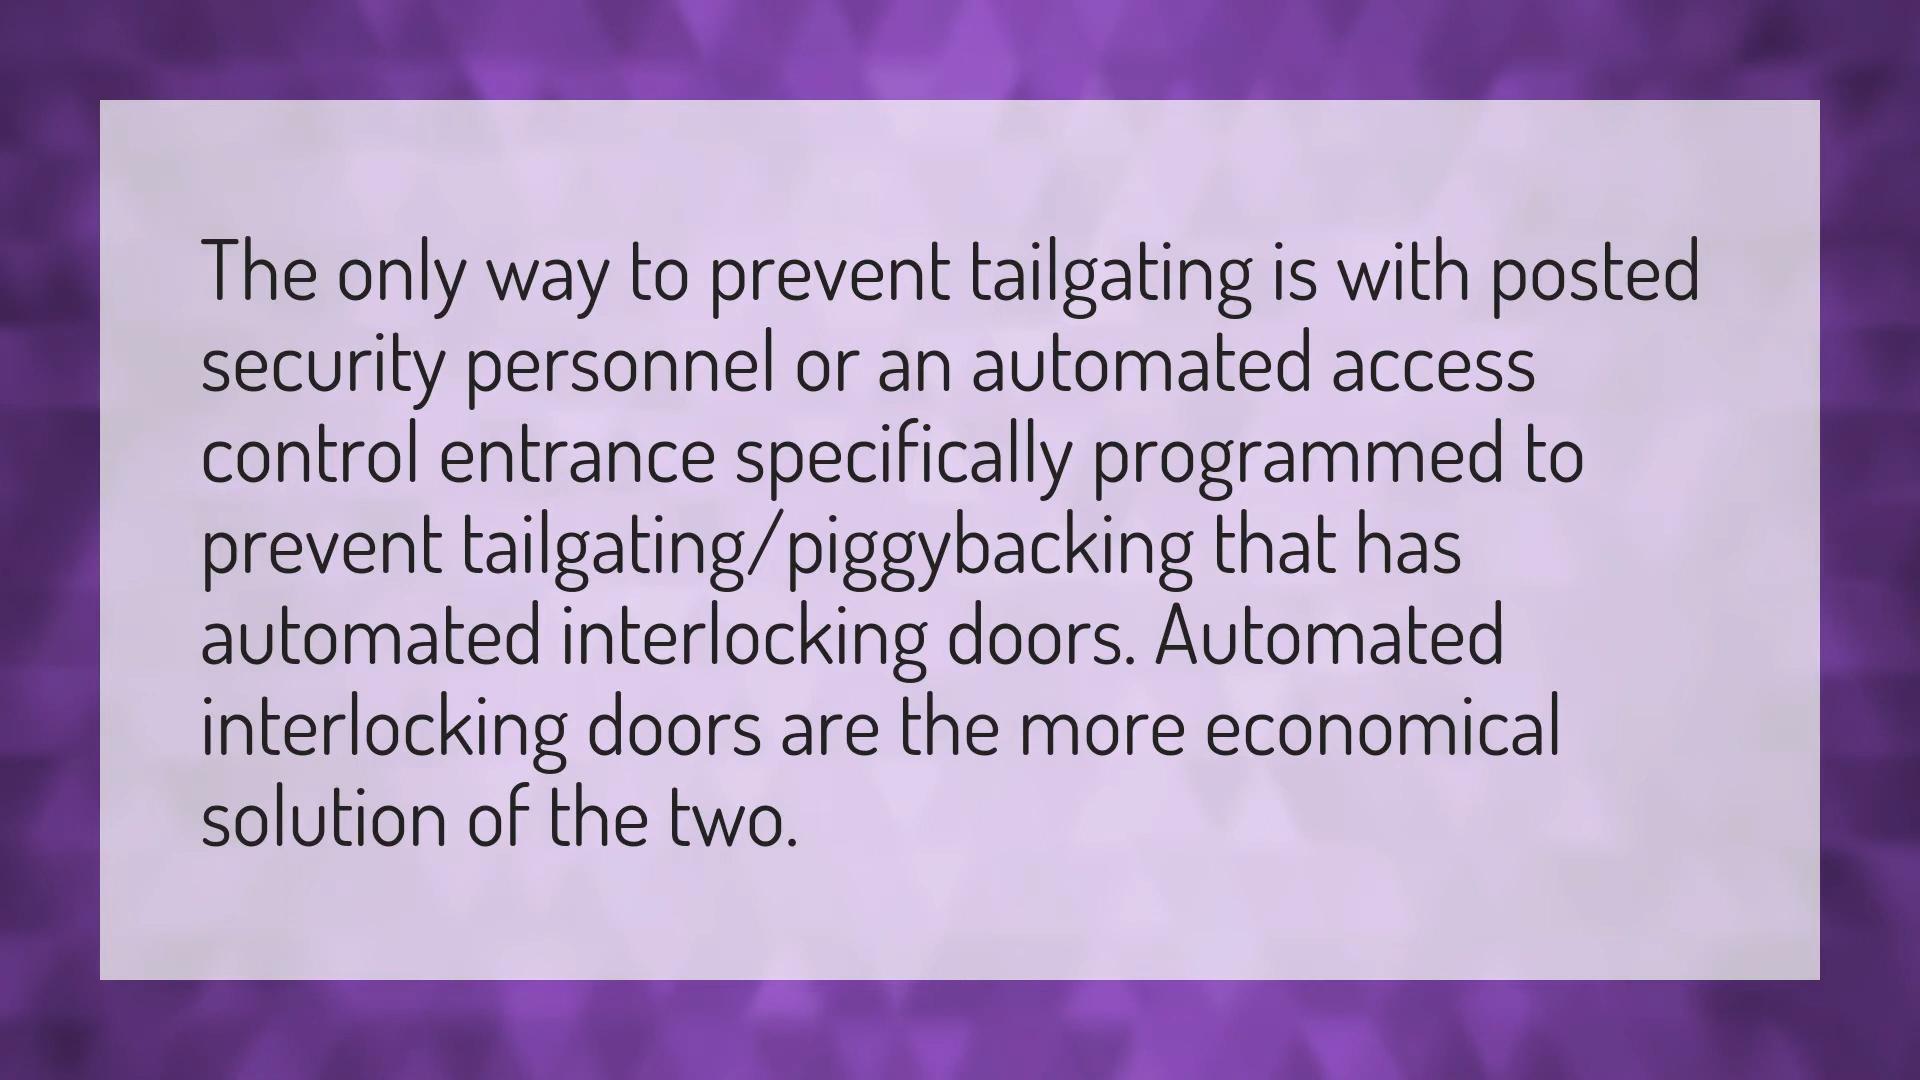 The only way to prevent tailgating is with posted
security personnel or an automated access
control entrance specifically programmed to
prevent tailgating/piggybacking that has
automated interlocking doors. Automated
interlocking doors are the more economical
solution of the two.